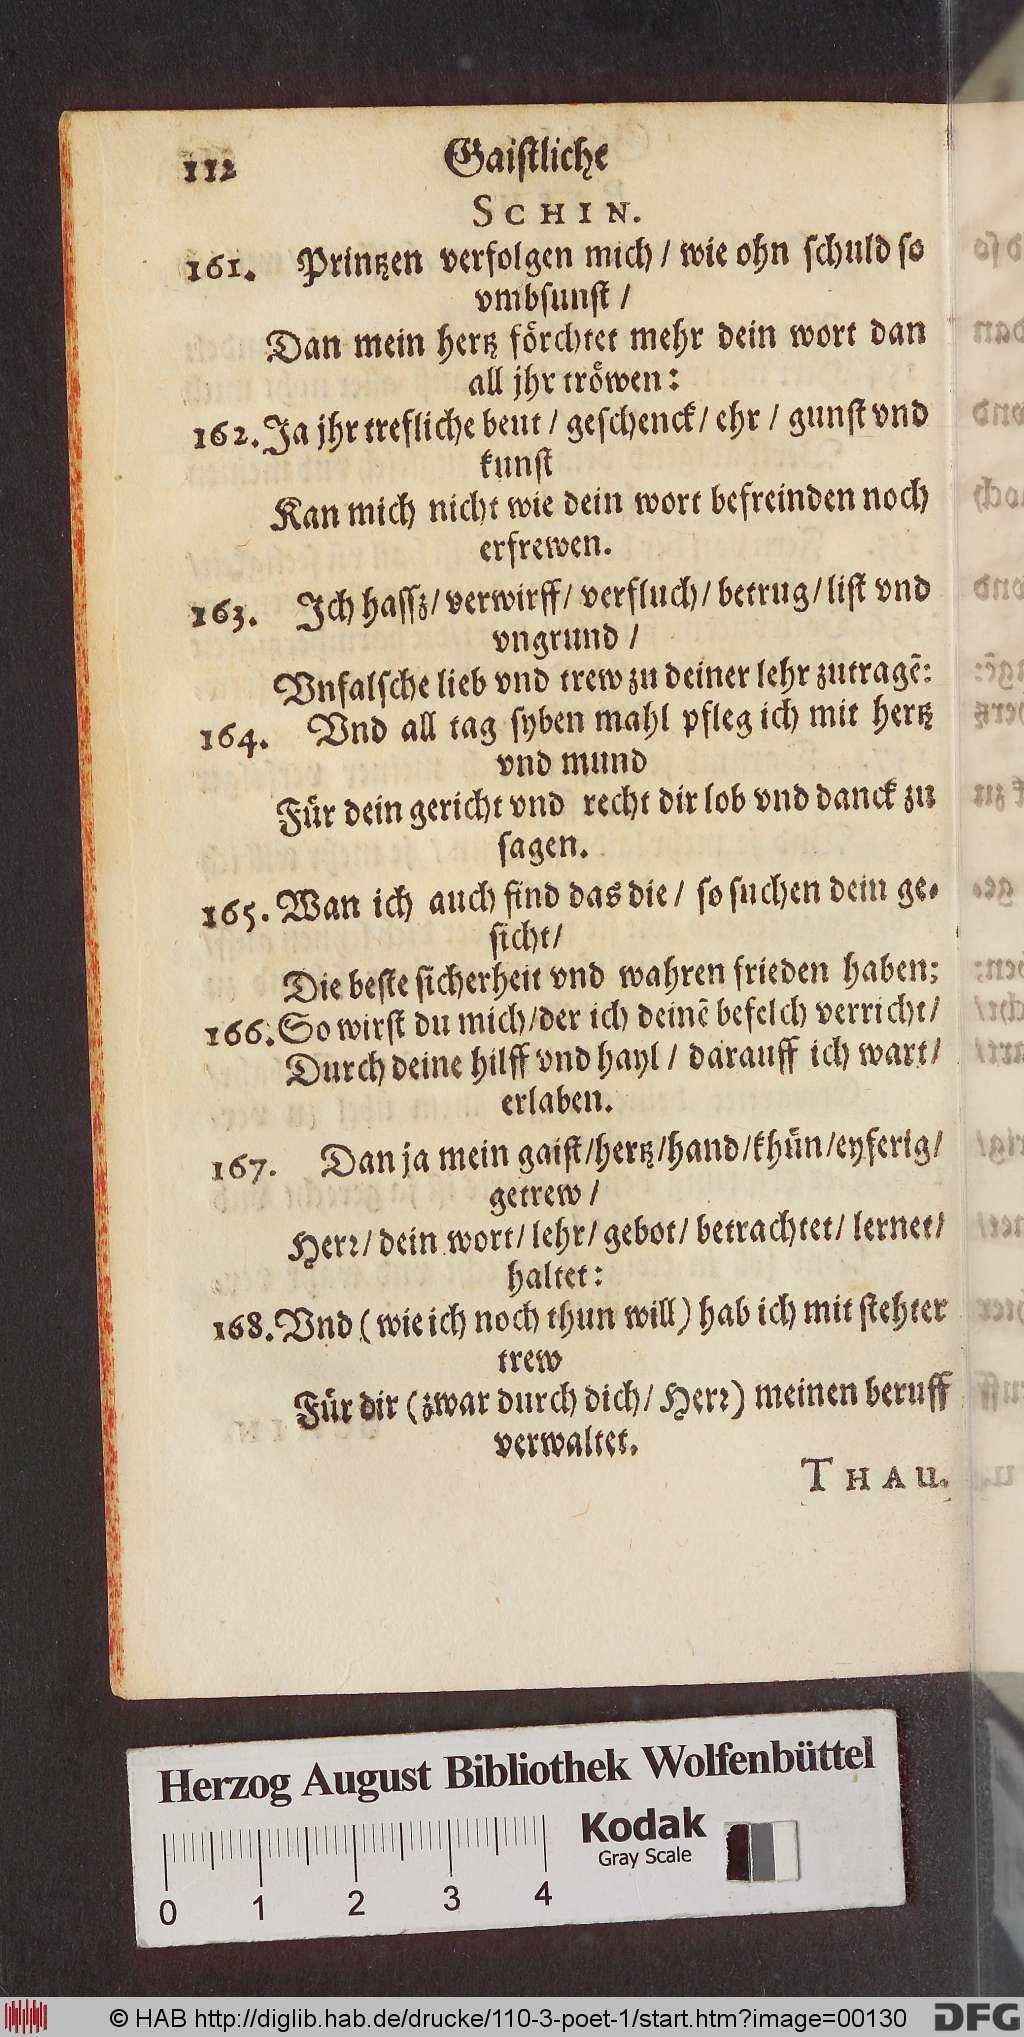 112 Gaistliche
SCHIN.
161. Printzen verfolgen mich / wie ohn schuld so
vmbsunst /
Dan mein hertz förchtet mehr dein wort dan
all jhr tröwen:
162. Ja jhr trefliche beut / geschenck / ehr / gunst vnd
kunst
Kan mich nicht wie dein wort befreinden noch
erfrewen.
163. Ich hassz / verwirff / verfluch / betrug / list vnd
vngrund /
Vnfalsche lieb vnd trew zu deiner lehr zutragẽ:
164. Vnd all tag syben mahl pfleg ich mit hertz
vnd mund
Für dein gericht vnd recht dir lob vnd danck zu
sagen.
165. Wan ich auch find das die / so suchen dein ge-
sicht /
Die beste sicherheit vnd wahren frieden haben;
166. So wirst du mich / der ich deinẽ befelch verricht /
Durch deine hilff vnd hayl / darauff ich wart /
erlaben.
167. Dan ja mein gaist / hertz / hand / khün / eyferig /
getrew /
Herr / dein wort / lehr / gebot / betrachtet / lernet /
haltet:
168. Vnd (wie ich noch thun will) hab ich mit stehter
trew
Für dir (zwar durch dich / Herr) meinen beruff
verwaltet.
THAU.
Herzog August Bibliothek Wolfenbüttel
Kodak
Gray Scale
0 1 2 3 4
© HAB http://diglib.hab.de/drucke/110-3-poet-1/start.htm?image=00130 DFG